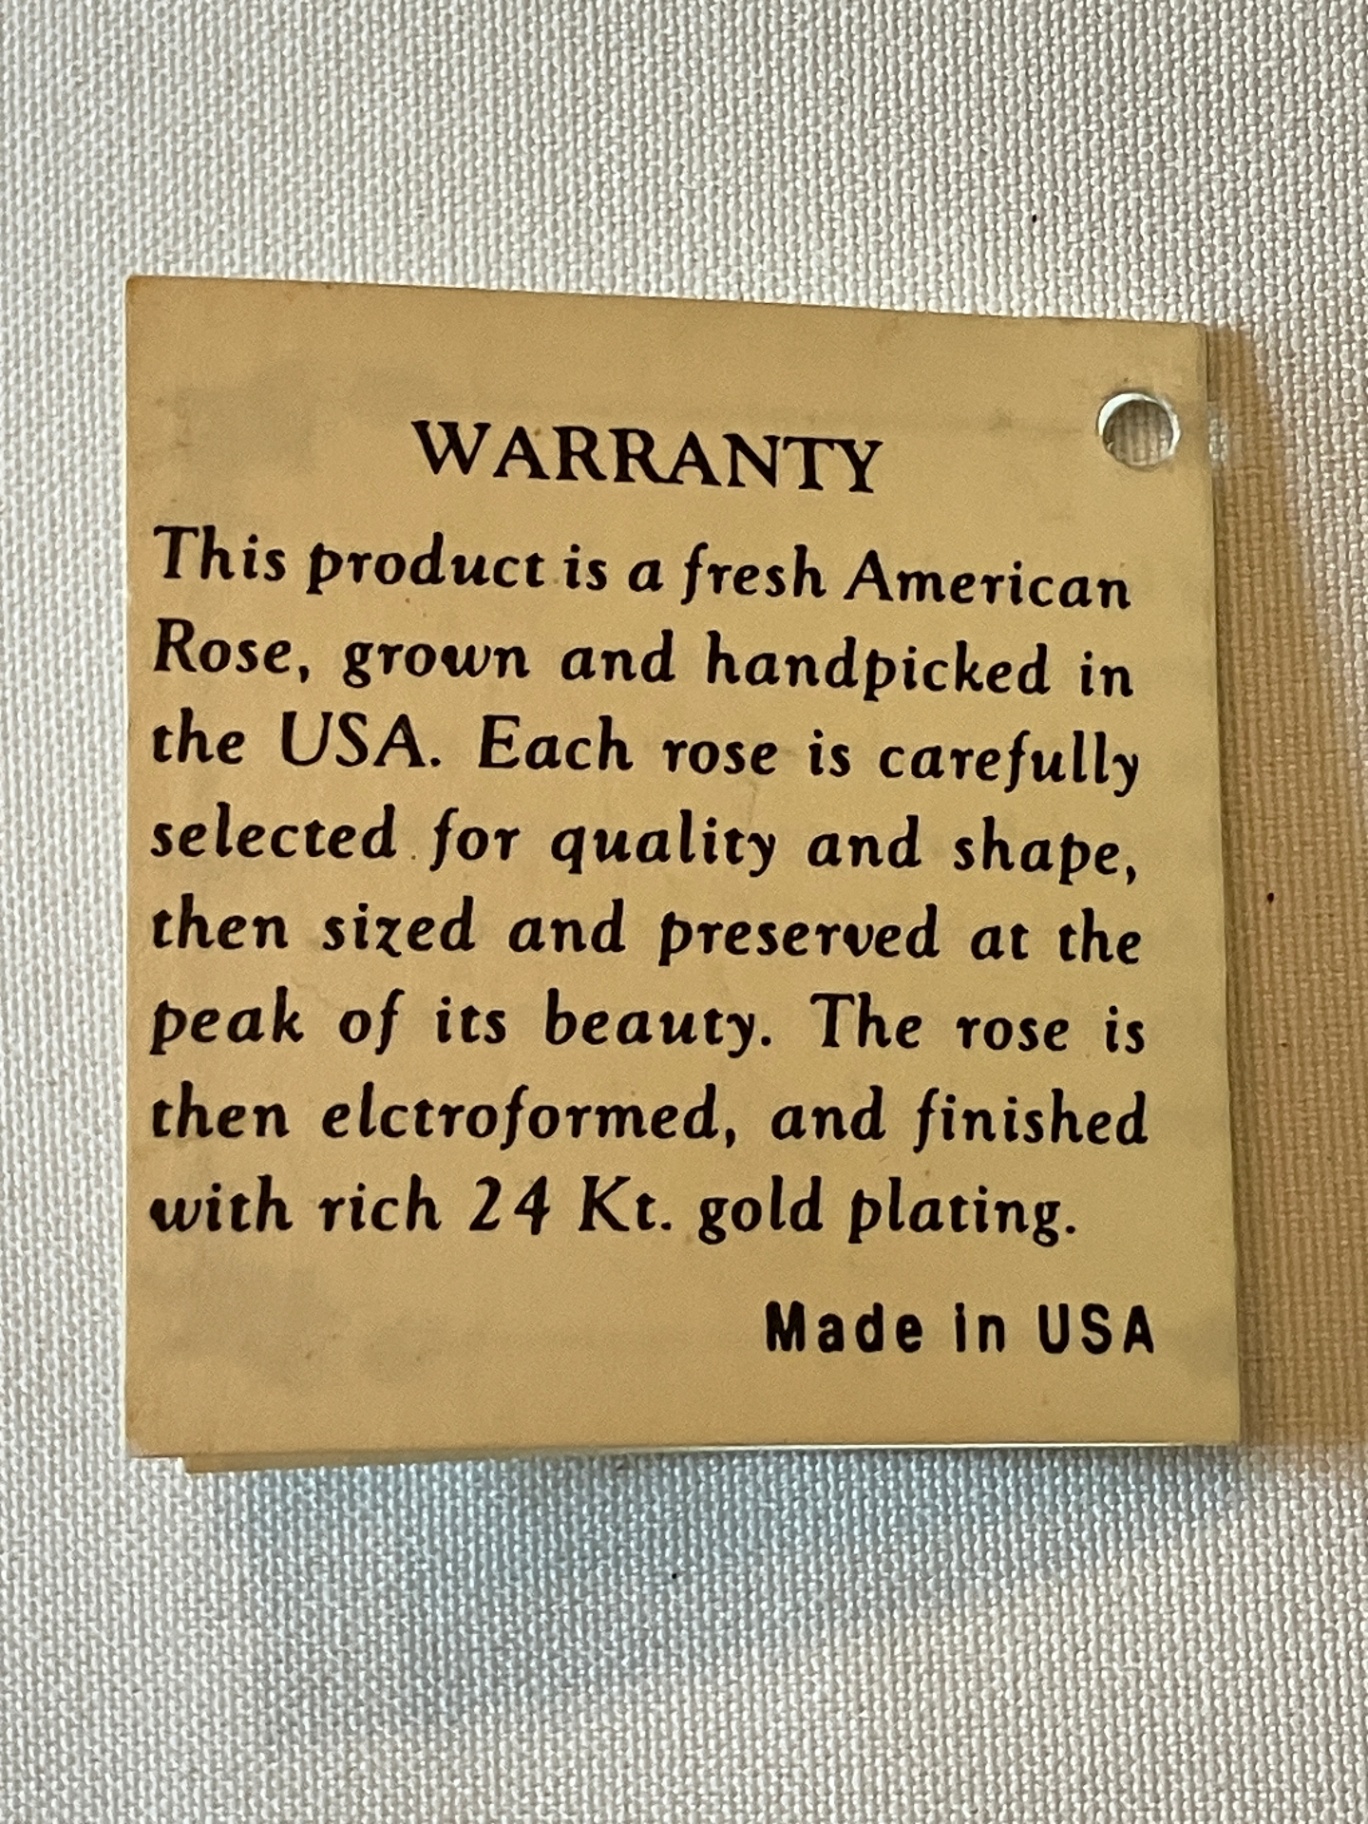 WARRANTY
This product is a fresh American
Rose, grown and handpicked in
the USA. Each rose is carefully
selected for quality and shape,
then sized and preserved at the
peak of its beauty. The rose is
then elctroformed, and finished
with rich 24 Kt. gold plating.
Made in USA